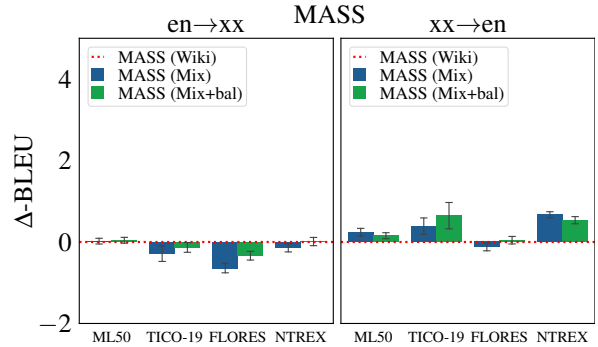 MASS
en→xx
xx→en
MASS (Wiki)
MASS (Mix)
MASS (Mix+bal)
MASS (Wiki)
MASS (Mix)
MASS (Mix+bal)
Δ-BLEU
4
2
0
−2
ML50 TICO-19 FLORES NTREX
ML50 TICO-19 FLORES NTREX